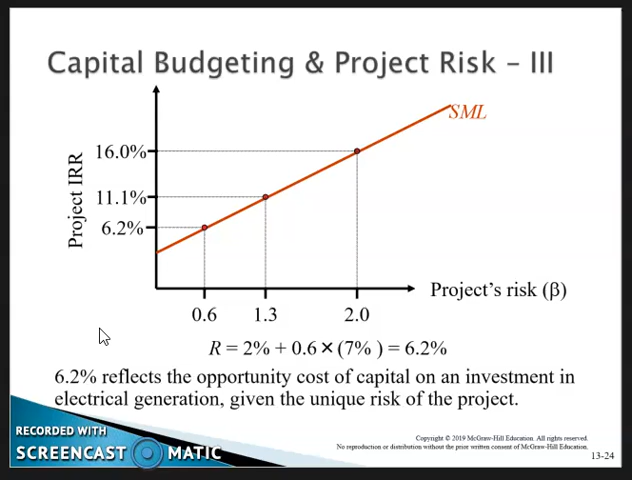 Capital Budgeting & Project Risk – III
SML
Project IRR
16.0%
11.1%
6.2%
Project's risk (β)
0.6 1.3 2.0
R = 2% + 0.6 × (7% ) = 6.2%
6.2% reflects the opportunity cost of capital on an investment in
electrical generation, given the unique risk of the project.
RECORDED WITH
SCREENCAST MATIC
Copyright © 2019 McGraw-Hill Education. All rights reserved.
No reproduction or distribution without the prior written consent of McGraw-Hill Education.
13-24